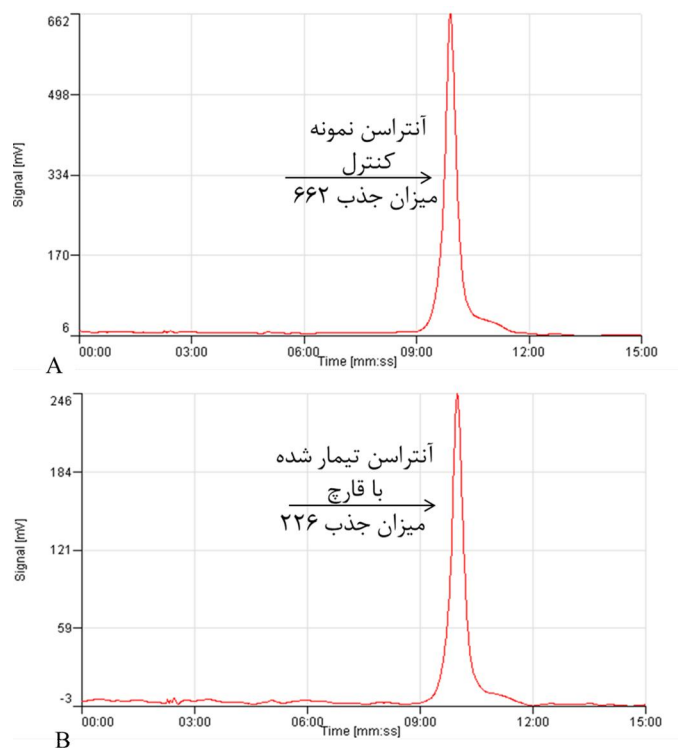 662
498
334
170
6
Signal [mV]
آنتراسن نمونه
کنترل
میزان جذب ۶۶۲
00:00 03:00 06:00 09:00 12:00 15:00
Time [mm:ss]
A
246
184
121
59
-3
Signal [mV]
آنتراسن تیمار شده
با قارچ
میزان جذب ۲۲۶
00:00 03:00 06:00 09:00 12:00 15:00
Time [mm:ss]
B